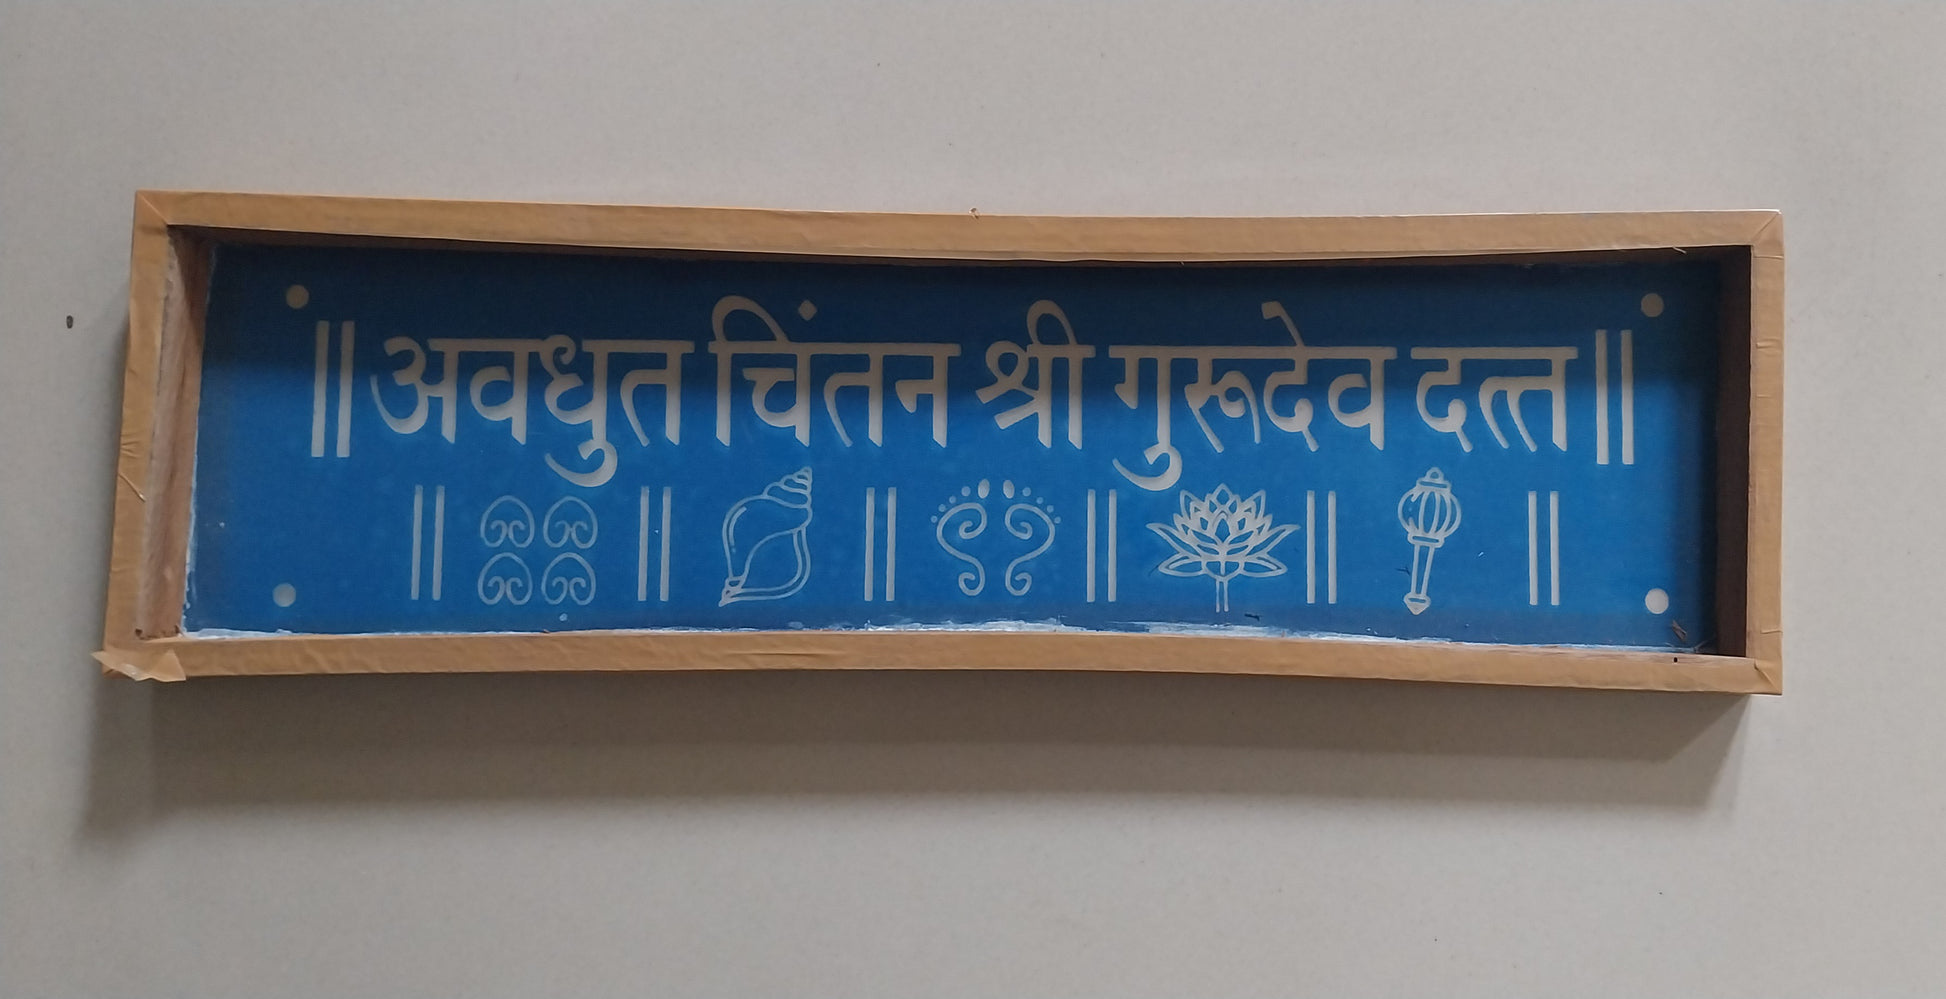 ॥ अवधुत चिंतन श्री गुरूदेव दत्त ॥